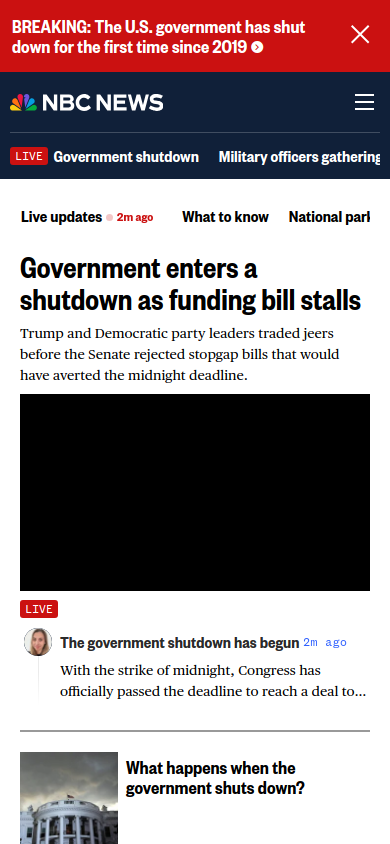 BREAKING: The U.S. government has shut
down for the first time since 2019
NBC NEWS
LIVE Government shutdown Military officers gathering
Live updates 2m ago What to know National park
Government enters a
shutdown as funding bill stalls
Trump and Democratic party leaders traded jeers
before the Senate rejected stopgap bills that would
have averted the midnight deadline.
LIVE
The government shutdown has begun 2m ago
With the strike of midnight, Congress has
officially passed the deadline to reach a deal to...
What happens when the
government shuts down?